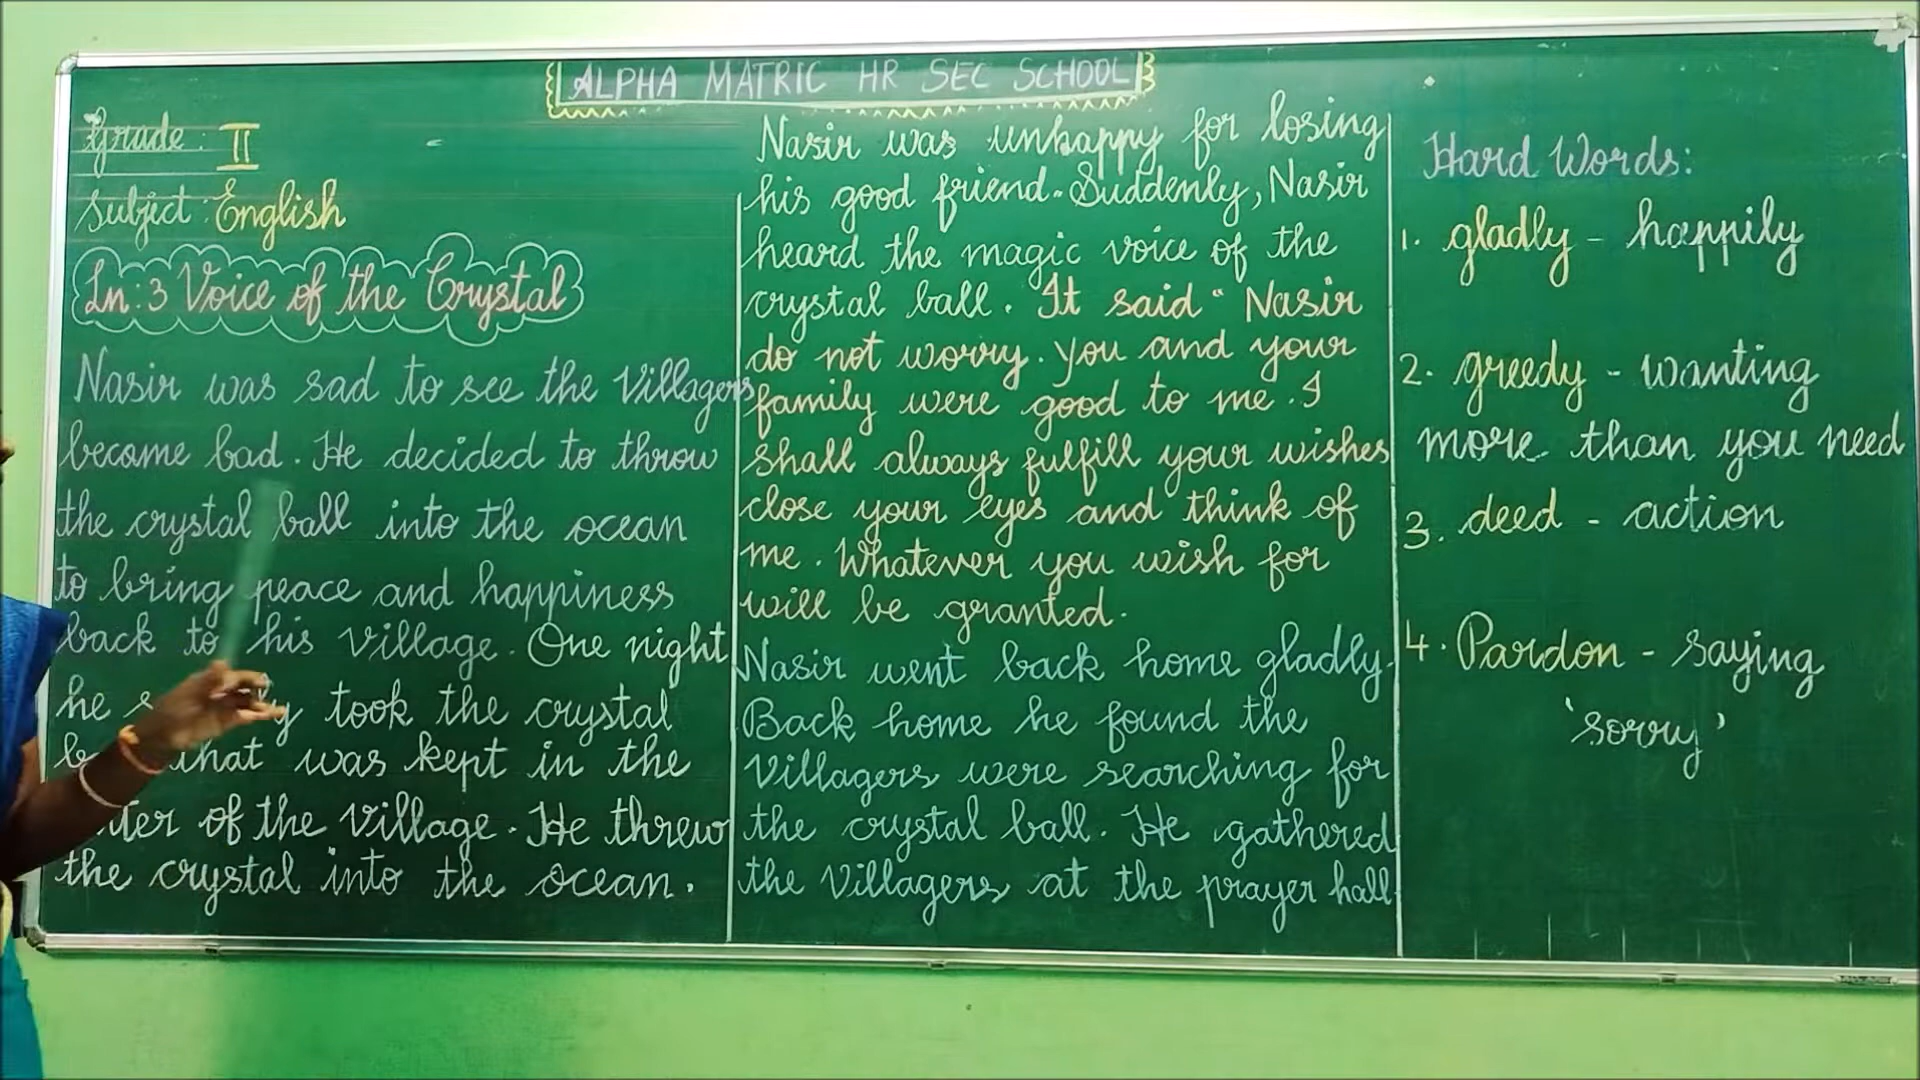 ALPHA MATRIC HR SEC SCHOOL
Grade : II
Subject : English
Ln : 3 Voice of the Crystal
Nasir was sad to see the villagers
become bad. He decided to throw
the crystal ball into the ocean
to bring peace and happiness
back to his village. One night
he took the crystal
that was kept in the
of the village. He threw
the crystal into the ocean.
Nasir was unhappy for losing
his good friend. Suddenly, Nasir
heard the magic voice of the
crystal ball. It said " Nasir
do not worry. You and your
family were good to me. I
shall always fulfill your wishes
close your eyes and think of
me. Whatever you wish for
will be granted.
Nasir went back home gladly.
Back home he found the
villagers were searching for
the crystal ball. He gathered
the villagers at the prayer hall.
Hard Words:
1. gladly - happily
2. greedy - wanting
more than you need
3. deed - action
4. Pardon - saying
'sorry'